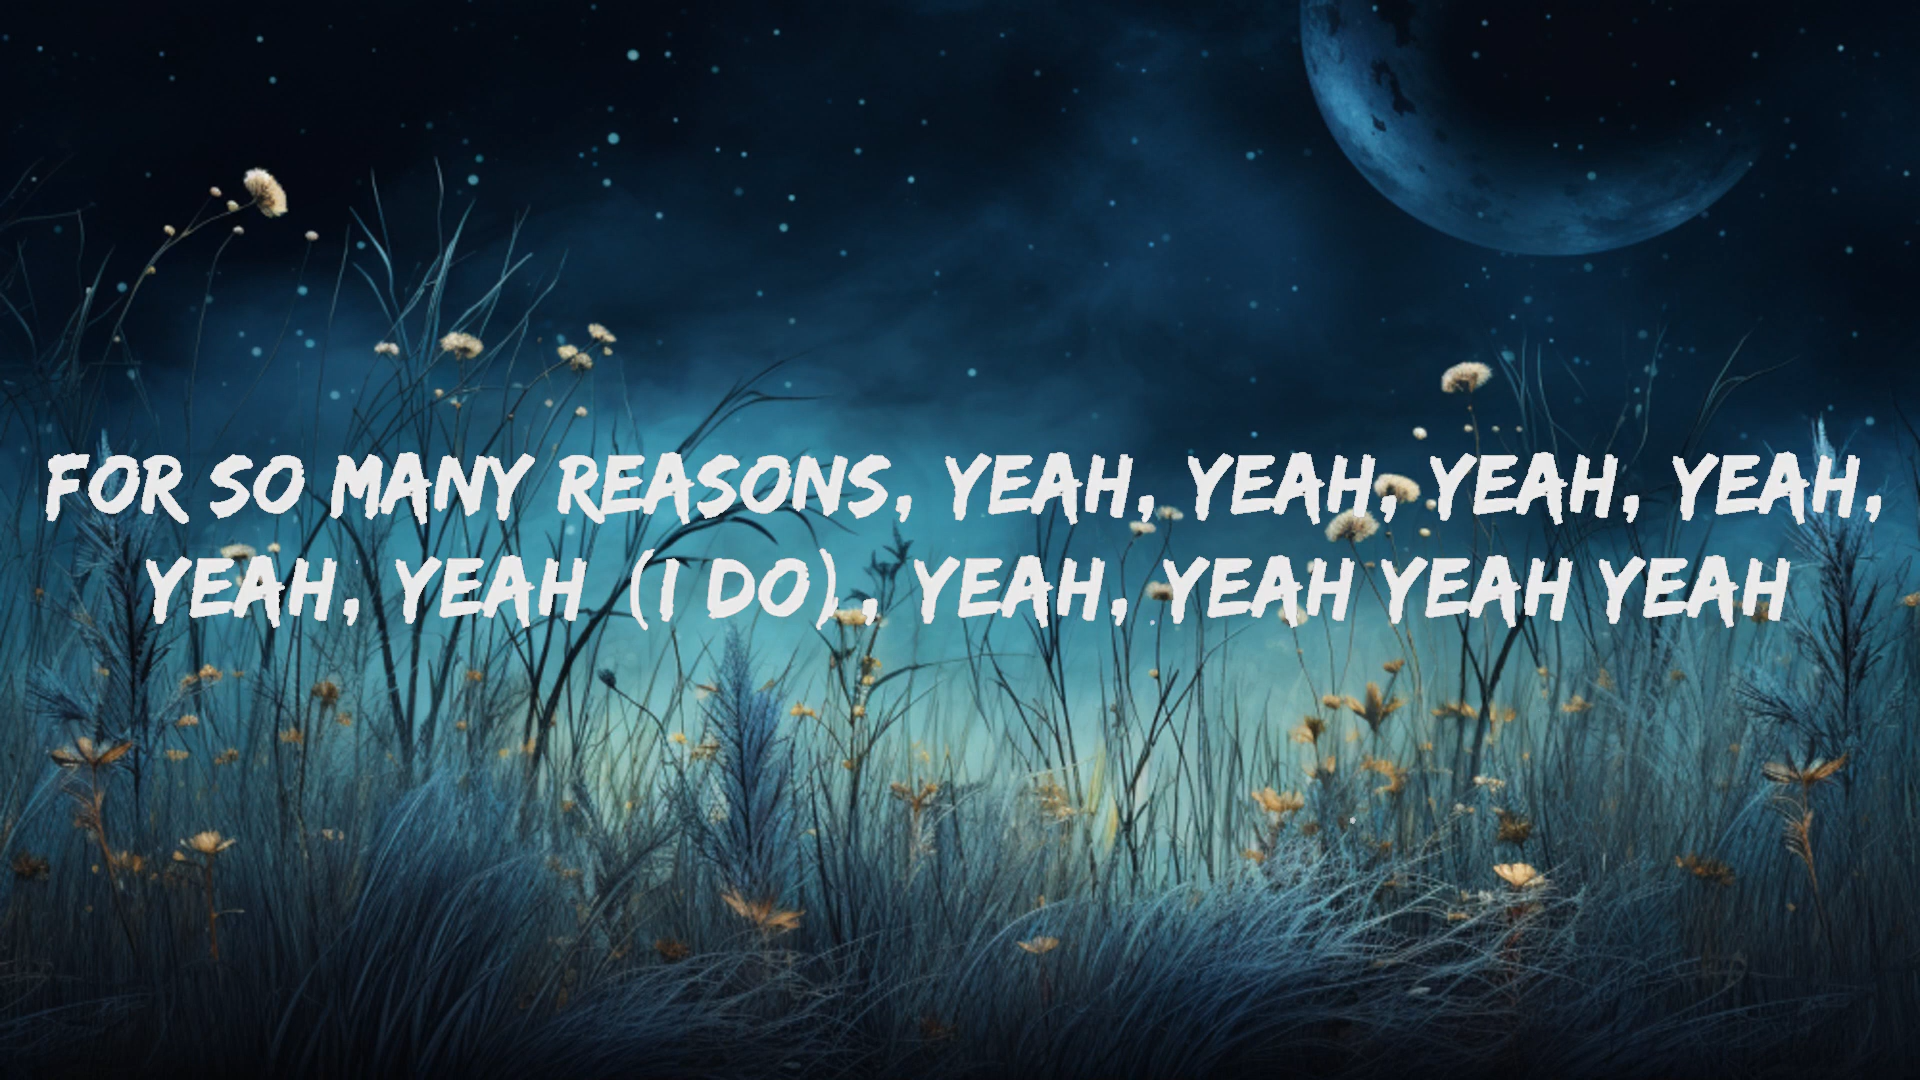 FOR SO MANY REASONS, YEAH, YEAH, YEAH, YEAH,
YEAH, YEAH (I DO), YEAH, YEAH YEAH YEAH